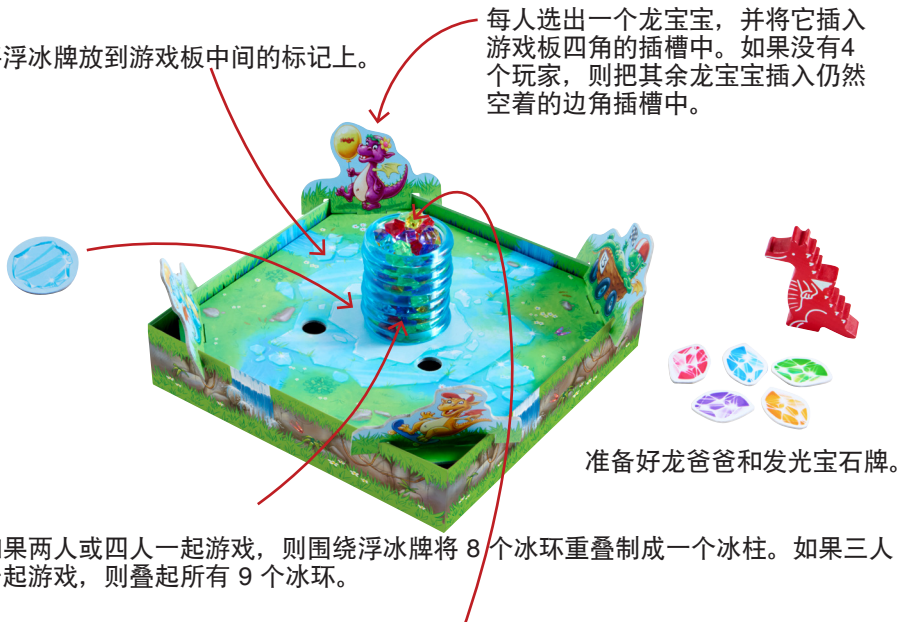 浮冰牌放到游戏板中间的标记上。
每人选出一个龙宝宝，并将它插入
游戏板四角的插槽中。如果没有4
个玩家，则把其余龙宝宝插入仍然
空着的边角插槽中。
准备好龙爸爸和发光宝石牌。
果两人或四人一起游戏，则围绕浮冰牌将 8 个冰环重叠制成一个冰柱。如果三人
起游戏，则叠起所有 9 个冰环。